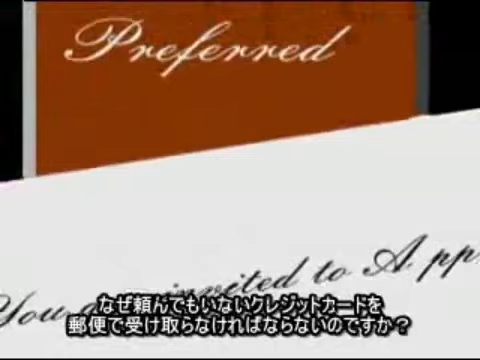 Preferred
You a invited to App
なぜ頼んでもいないクレジットカードを
郵便で受け取らなければならないのですか?